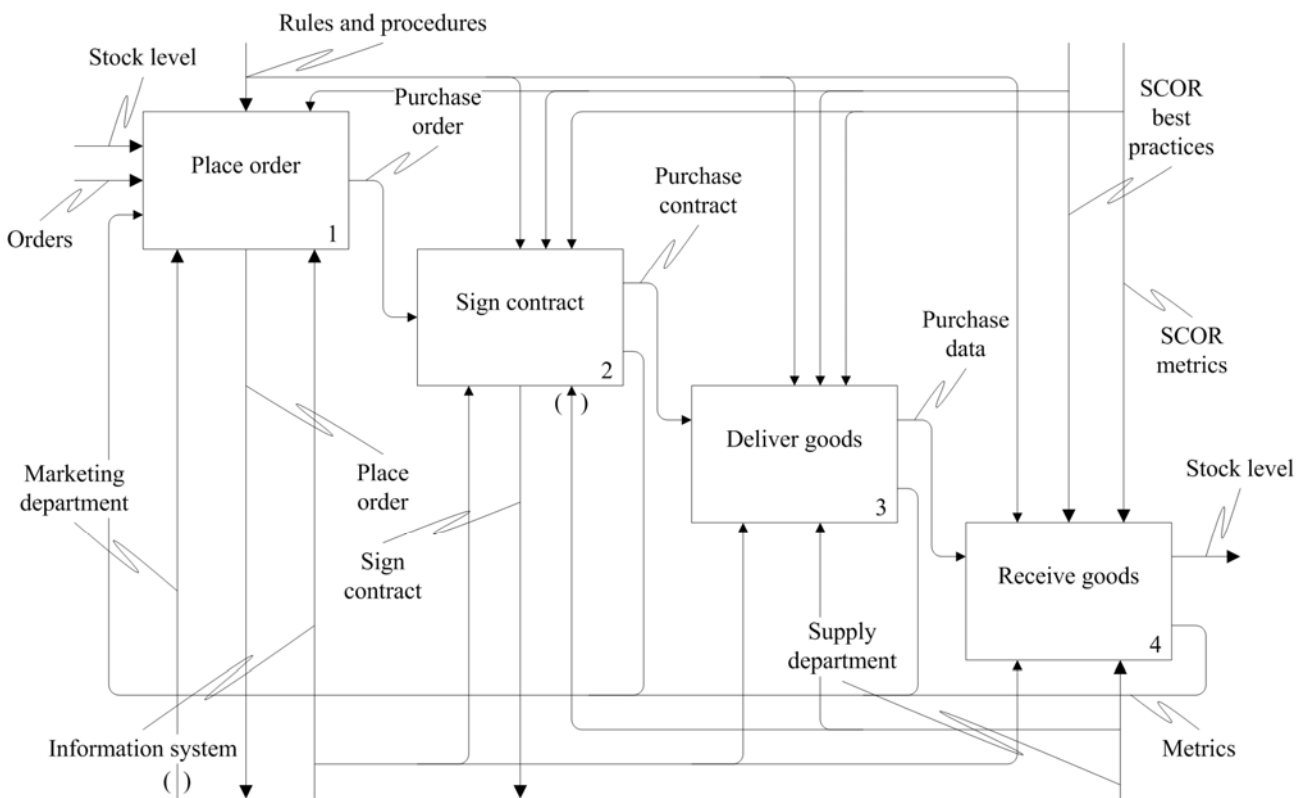 Rules and procedures
Stock level
Purchase
order
SCOR
best
practices
Place order
1
Orders
Purchase
contract
Sign contract
2
( )
Purchase
data
SCOR
metrics
Deliver goods
3
Marketing
department
Place
order
Sign
contract
Stock level
Receive goods
4
Supply
department
Information system
( )
Metrics